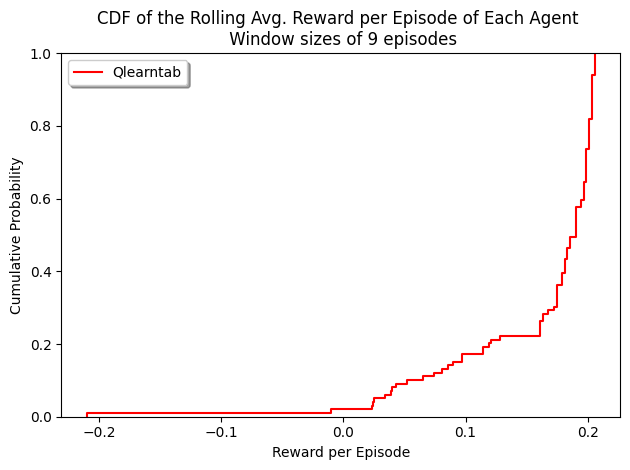 CDF of the Rolling Avg. Reward per Episode of Each Agent
Window sizes of 9 episodes
Qlearntab
Cumulative Probability
1.0
0.8
0.6
0.4
0.2
0.0
−0.2
−0.1
0.0
0.1
0.2
Reward per Episode